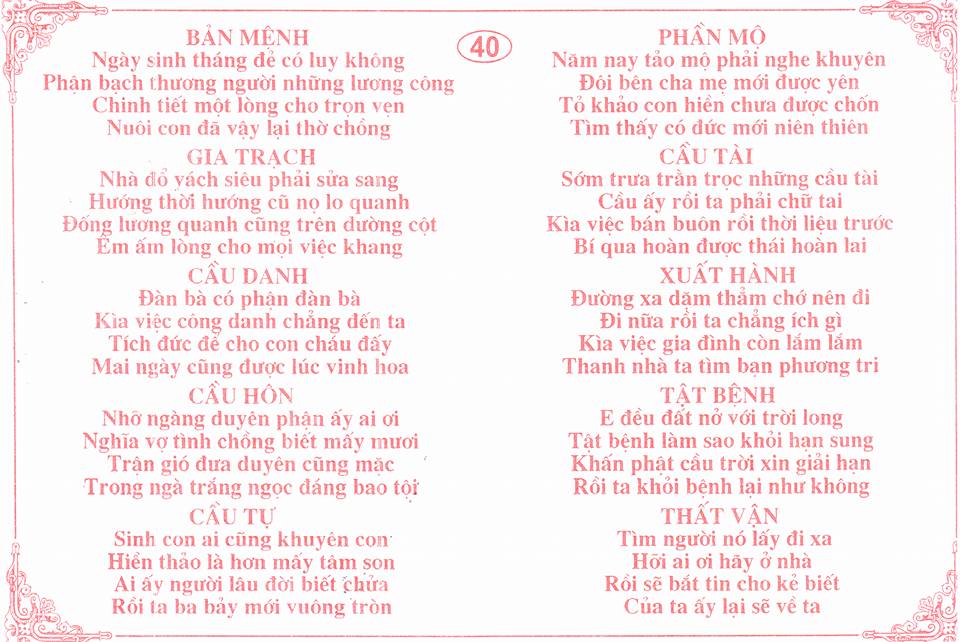 40
BẢN MỆNH
Ngày sinh tháng đẻ có luy không
Phận bạch thương người những lương công
Chinh tiết một lòng cho trọn vẹn
Nuôi con đã vậy lại thờ chồng
GIA TRẠCH
Nhà đổ vách siêu phải sửa sang
Hướng thời hướng cũ nọ lo quanh
Đống lương quanh cũng trên dường cột
Êm ấm lòng cho mọi việc khang
CẦU DANH
Đàn bà có phận đàn bà
Kìa việc công danh chẳng đến ta
Tích đức để cho con cháu đấy
Mai ngày cũng được lúc vinh hoa
CẦU HÔN
Nhỡ ngàng duyên phận ấy ai ơi
Nghĩa vợ tình chồng biết mấy mươi
Trận gió đưa duyên cũng mặc
Trong ngà trắng ngọc đáng bao tội
CẦU TỰ
Sinh con ai cũng khuyên con
Hiền thảo là hơn mấy tâm son
Ai ấy người lâu đời biết chửa
Rồi ta ba bảy mới vuông tròn
PHẦN MỘ
Năm nay tảo mộ phải nghe khuyên
Đôi bên cha mẹ mới được yên
Tỏ khảo con hiền chưa được chốn
Tìm thấy có đức mới niên thiên
CẦU TÀI
Sớm trưa trằn trọc những cầu tài
Cầu ấy rồi ta phải chữ tai
Kìa việc bán buôn rồi thời liệu trước
Bí qua hoàn được thái hoàn lai
XUẤT HÀNH
Đường xa dặm thẳm chớ nên đi
Đi nữa rồi ta chẳng ích gì
Kìa việc gia đình còn lắm lắm
Thanh nhà ta tìm bạn phương tri
TẬT BỆNH
E đều đất nở với trời long
Tật bệnh làm sao khỏi hạn sung
Khấn phật cầu trời xin giải hạn
Rồi ta khỏi bệnh lại như không
THẤT VẬN
Tìm người nó lấy đi xa
Hỡi ai ơi hãy ở nhà
Rồi sẽ bắt tin cho kẻ biết
Của ta ấy lại sẽ về ta